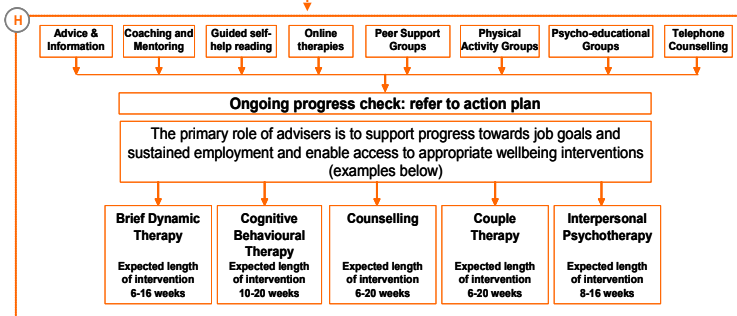 H
Advice &
Information
Coaching and
Mentoring
Guided self-
help reading
Online
therapies
Peer Support
Groups
Physical
Activity Groups
Psycho-educational
Groups
Telephone
Counselling
Ongoing progress check: refer to action plan
The primary role of advisers is to support progress towards job goals and
sustained employment and enable access to appropriate wellbeing interventions
(examples below)
Brief Dynamic
Therapy
Expected length
of intervention
6-16 weeks
Cognitive
Behavioural
Therapy
Expected length
of intervention
10-20 weeks
Counselling
Expected length
of intervention
6-20 weeks
Couple
Therapy
Expected length
of intervention
6-20 weeks
Interpersonal
Psychotherapy
Expected length
of intervention
8-16 weeks